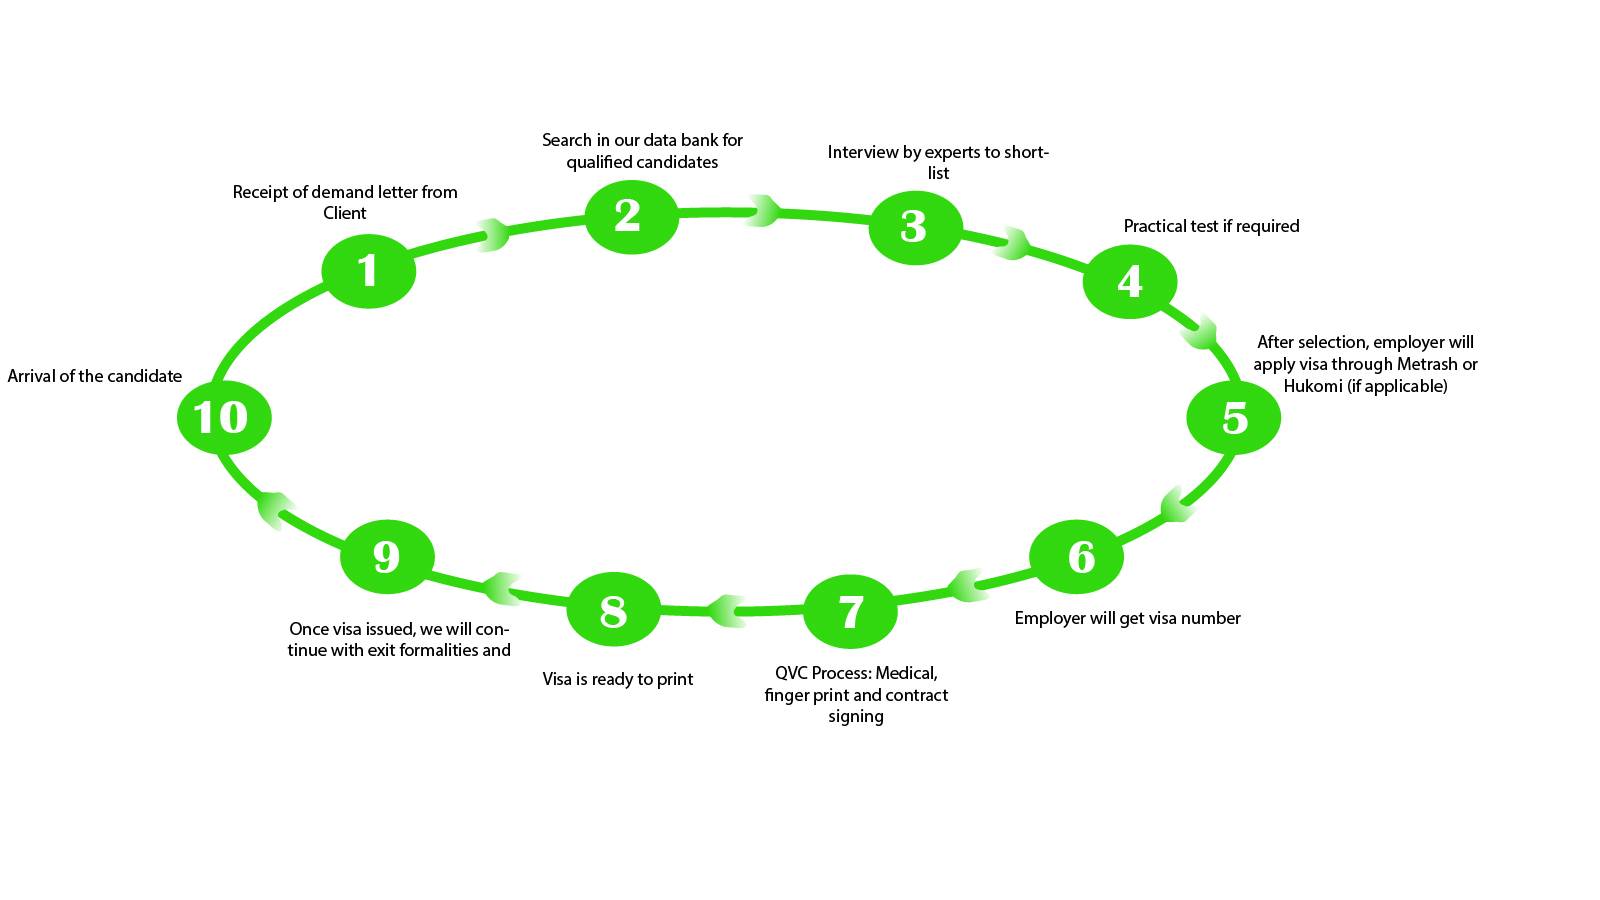 Receipt of demand letter from
Client
1
Search in our data bank for
qualified candidates
2
Interview by experts to short-
list
3
Practical test if required
4
After selection, employer will
apply visa through Metrash or
Hukomi (if applicable)
5
6
Employer will get visa number
7
QVC Process: Medical,
finger print and contract
signing
8
Visa is ready to print
9
Once visa issued, we will con-
tinue with exit formalities and
Arrival of the candidate
10